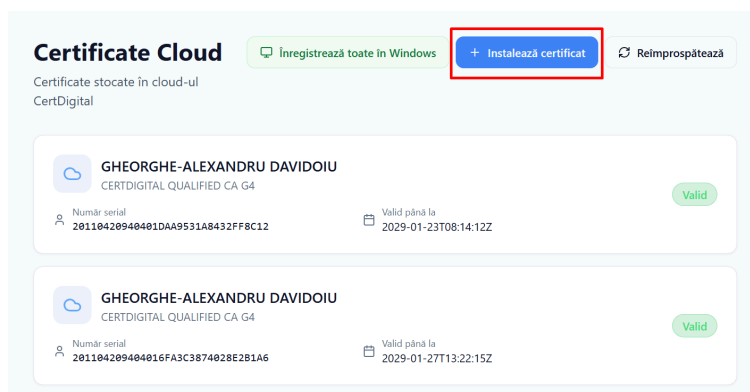 Certificate Cloud
Înregistrează toate în Windows
Instalează certificat
Reîmprospătează
Certificate stocate în cloud-ul
CertDigital
GHEORGHE-ALEXANDRU DAVIDOIU
CERTDIGITAL QUALIFIED CA G4
Valid
Număr serial
Valid până la
20110420940401DAA9531A8432FF8C12
2029-01-23T08:14:12Z
GHEORGHE-ALEXANDRU DAVIDOIU
CERTDIGITAL QUALIFIED CA G4
Valid
Număr serial
Valid până la
201104209404016FA3C3874028E2B1A6
2029-01-27T13:22:15Z